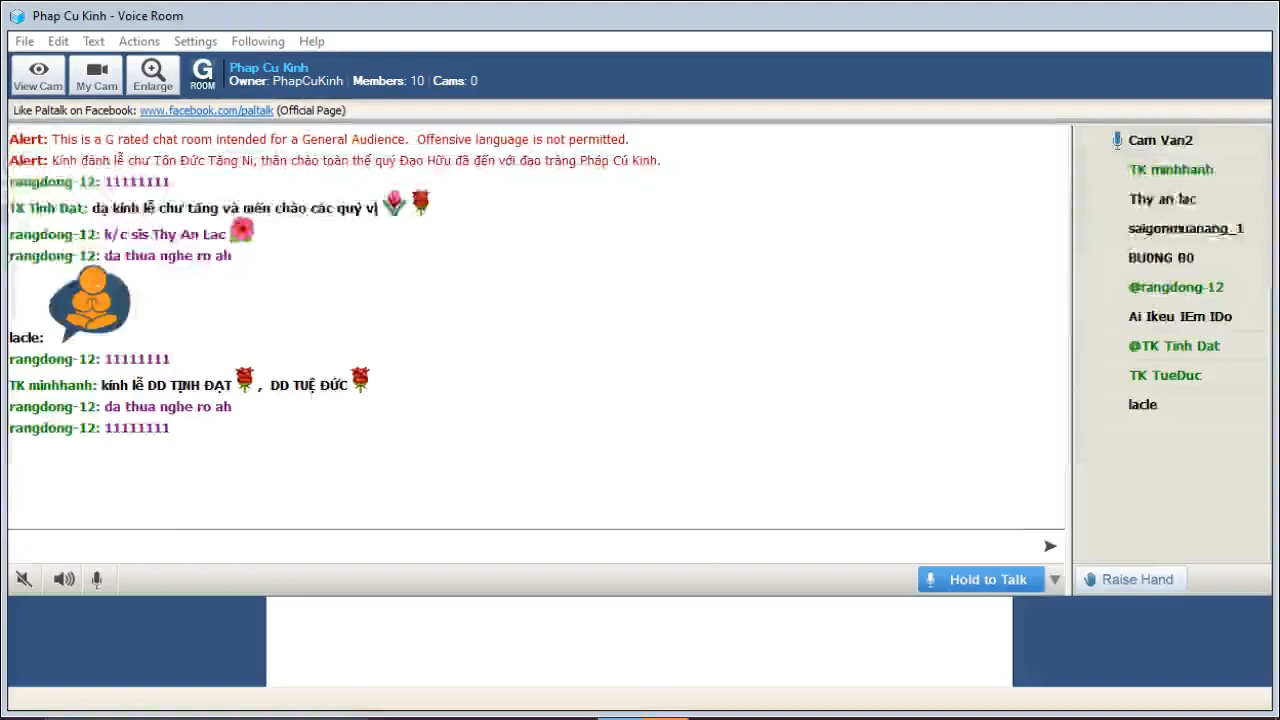 Phap Cu Kinh - Voice Room
File Edit Text Actions Settings Following Help
View Cam My Cam Enlarge G ROOM
Phap Cu Kinh
Owner: PhapCuKinh Members: 10 Cams: 0
Like Paltalk on Facebook: www.facebook.com/paltalk (Official Page)
Alert: This is a G rated chat room intended for a General Audience. Offensive language is not permitted.
Alert: Kính đảnh lễ chư Tôn Đức Tăng Ni, thân chào toàn thể quý Đạo Hữu đã đến với đạo tràng Pháp Cú Kinh.
rangdong-12: 11111111
TK Tinh Dat: dạ kính lễ chư tăng và mến chào các quý vị
rangdong-12: k/c sis Thy An Lac
rangdong-12: da thua nghe ro ah
lacle:
rangdong-12: 11111111
TK minhhanh: kính lễ DD TỊNH ĐẠT , DD TUỆ ĐỨC
rangdong-12: da thua nghe ro ah
rangdong-12: 11111111
Cam Van2
TK minhhanh
Thy an lac
saigonmuanang_1
BU0NG B0
@rangdong-12
Ai Ikeu IEm IDo
@TK Tinh Dat
TK TueDuc
lacle
Hold to Talk
Raise Hand